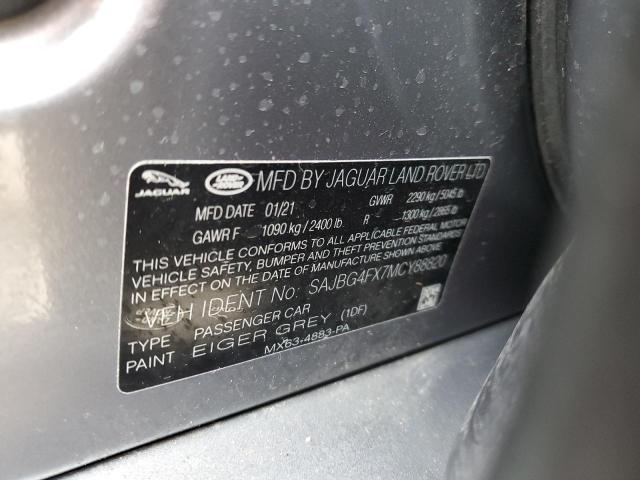 JAGUAR LAND ROVER MFD BY JAGUAR LAND ROVER LTD
MFD DATE 01/21 GVWR 2290 kg / 5045 lb
GAWR F 1090 kg / 2400 lb R 1300 kg / 2865 lb
THIS VEHICLE CONFORMS TO ALL APPLICABLE FEDERAL MOTOR
VEHICLE SAFETY, BUMPER AND THEFT PREVENTION STANDARDS
IN EFFECT ON THE DATE OF MANUFACTURE SHOWN ABOVE.
VEH IDENT No: SAJBG4FX7MCY88820
TYPE PASSENGER CAR
PAINT EIGER GREY (1DF)
MX63-4883-PA